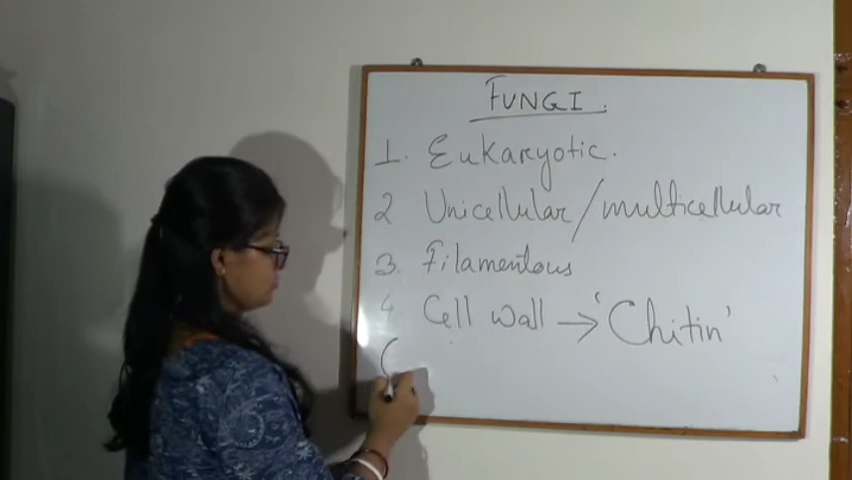 FUNGI.
1. Eukaryotic.
2 Unicellular/multicellular
3. Filamentous
4 Cell wall → 'Chitin'
(